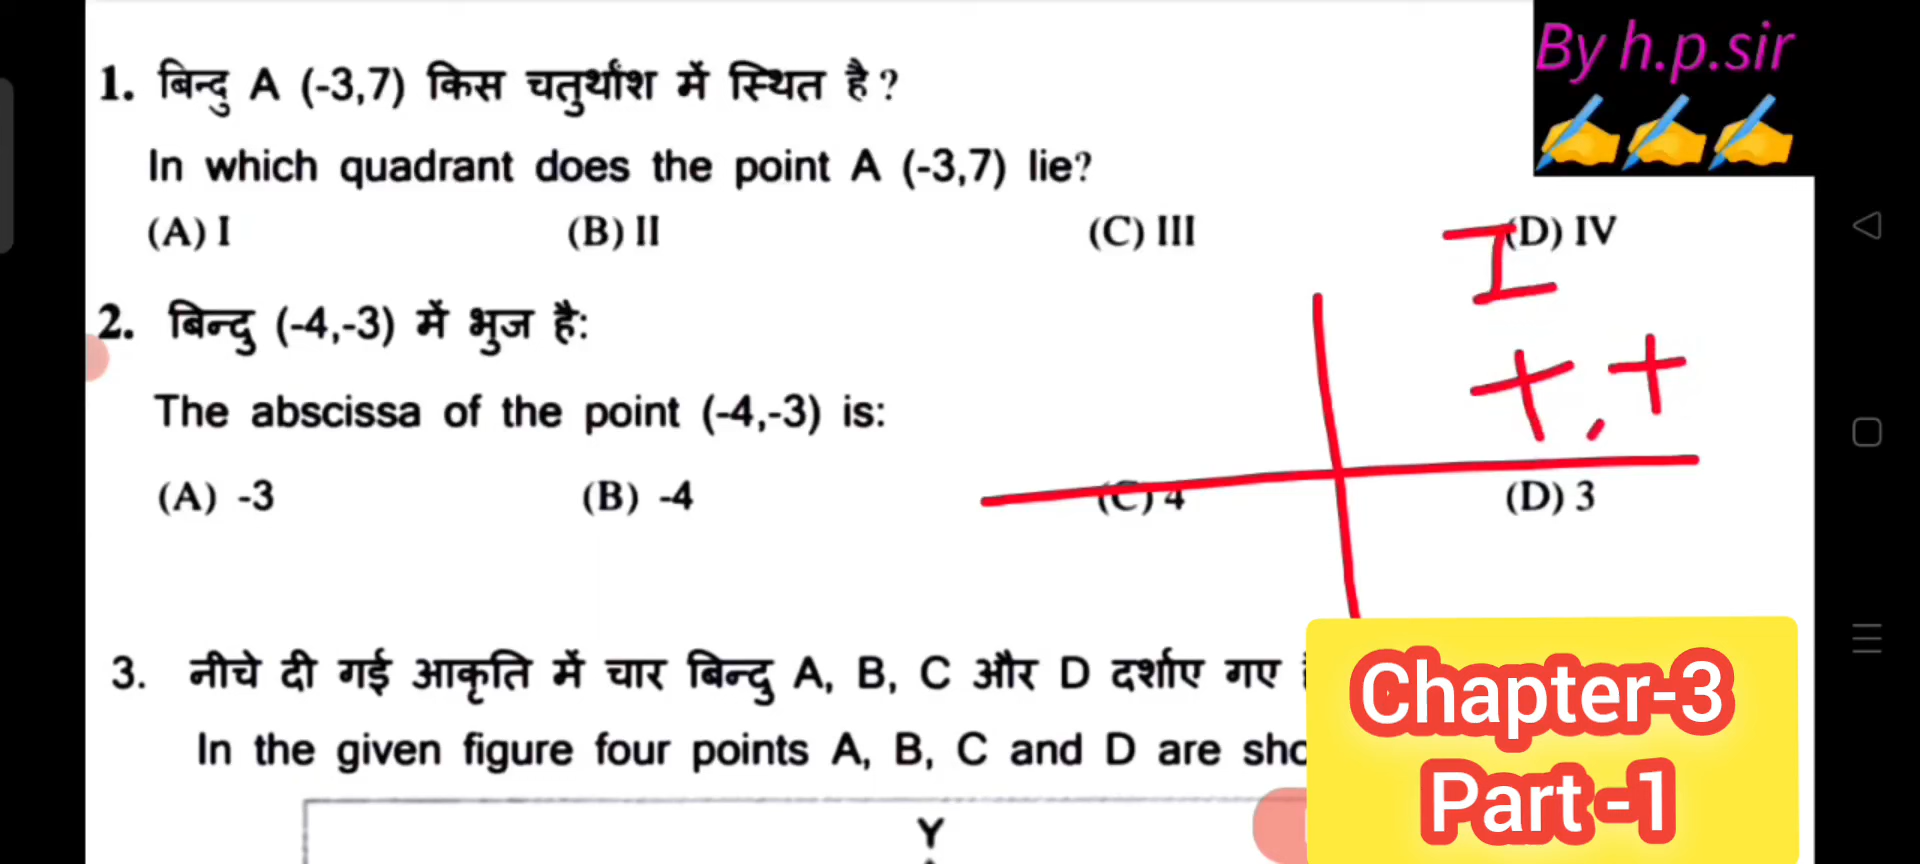 By h.p.sir
1. बिन्दु A (-3,7) किस चतुर्थांश में स्थित है ?
In which quadrant does the point A (-3,7) lie?
(A) I (B) II (C) III (D) IV
I
2. बिन्दु (-4,-3) में भुज है:
+ , +
The abscissa of the point (-4,-3) is:
(A) -3 (B) -4 (C) 4 (D) 3
3. नीचे दी गई आकृति में चार बिन्दु A, B, C और D दर्शाए गए
In the given figure four points A, B, C and D are sho
Y
Chapter-3
Part -1